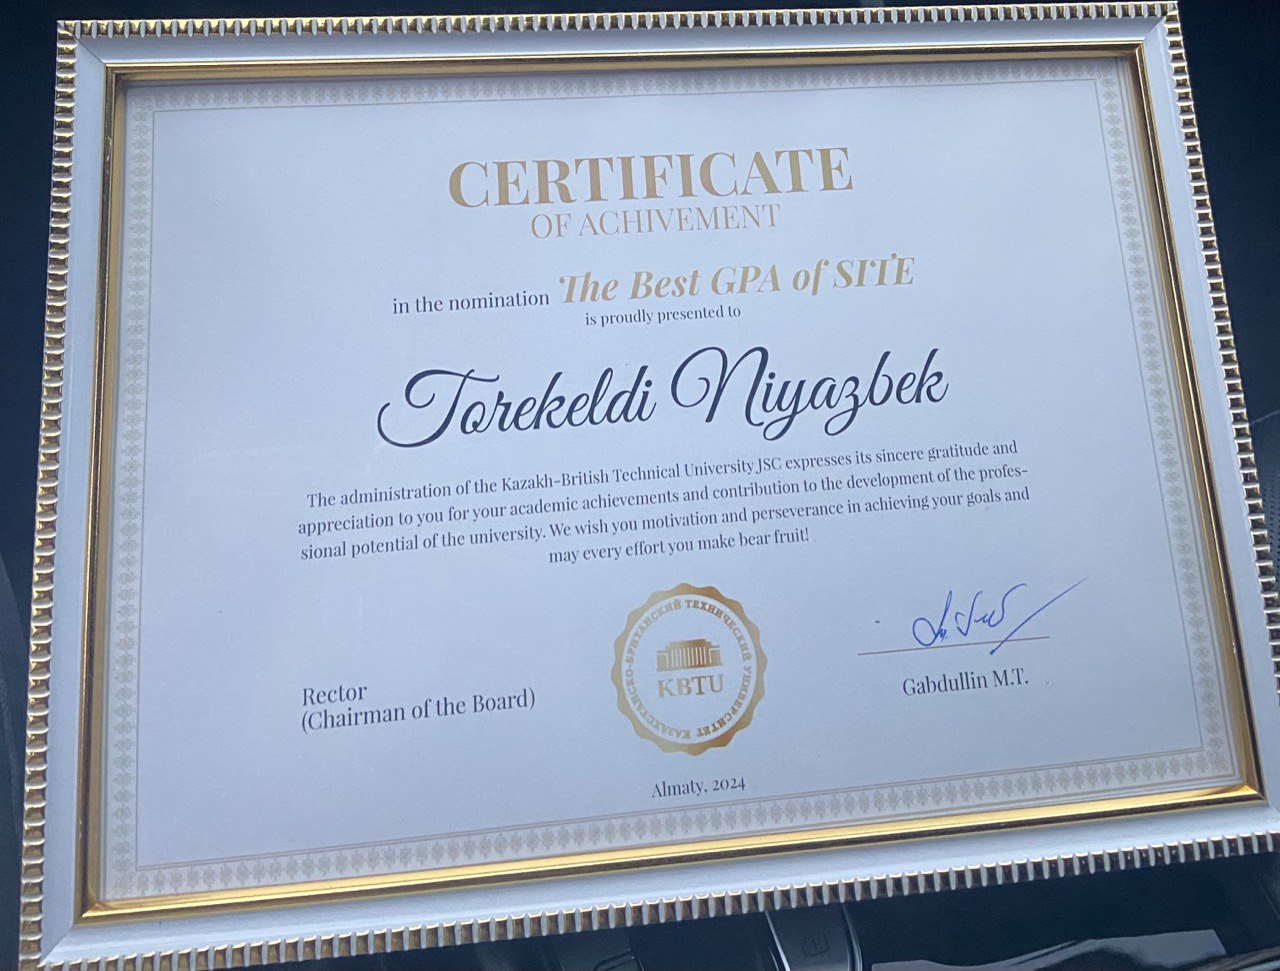 CERTIFICATE
OF ACHIVEMENT
in the nomination The Best GPA of SITE
is proudly presented to
Torekeldi Niyazbek
The administration of the Kazakh-British Technical University JSC expresses its sincere gratitude and
appreciation to you for your academic achievements and contribution to the development of the profes-
sional potential of the university. We wish you motivation and perseverance in achieving your goals and
may every effort you make bear fruit!
КАЗАХСТАНСКО-БРИТАНСКИЙ ТЕХНИЧЕСКИЙ УНИВЕРСИТЕТ
KBTU
Rector
(Chairman of the Board)
Gabdullin M.T.
Almaty, 2024